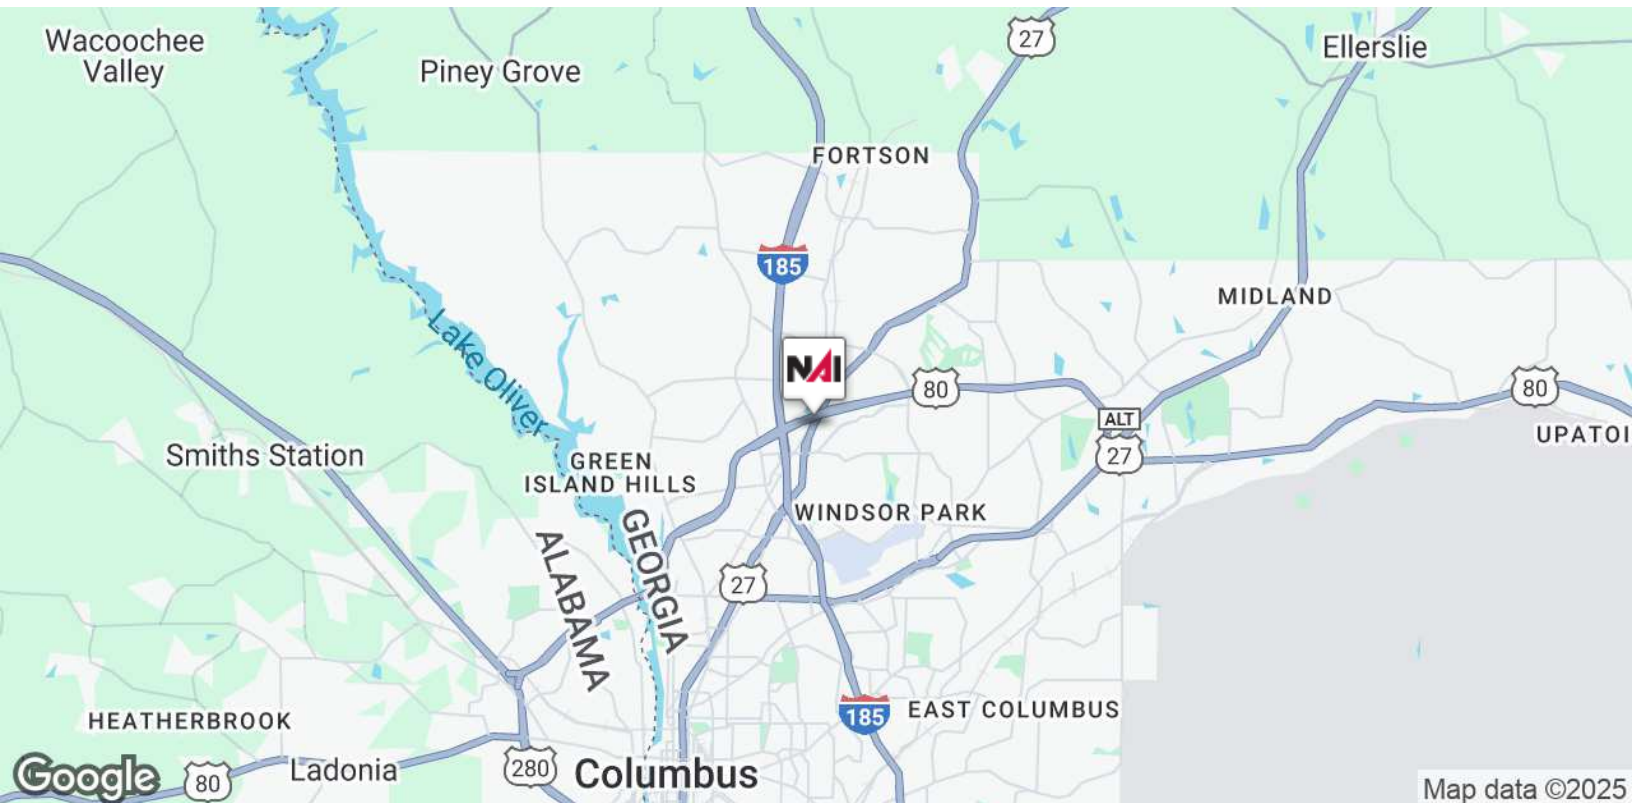 Wacoochee
Valley
Piney Grove
27
Ellerslie
FORTSON
185
MIDLAND
Lake Oliver
NAI
80
80
ALT
27
UPATOI
Smiths Station
GREEN
ISLAND HILLS
WINDSOR PARK
GEORGIA
ALABAMA
27
HEATHERBROOK
185
EAST COLUMBUS
Google
80
Ladonia
280
Columbus
Map data ©2025